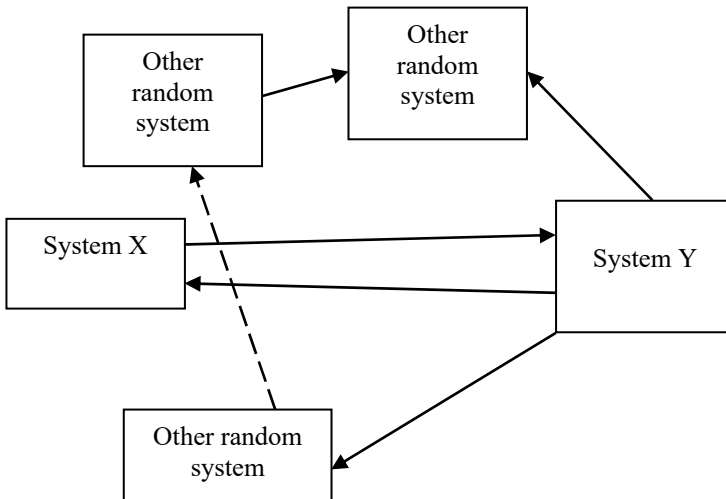 Other
random
system
Other
random
system
System X
System Y
Other random
system